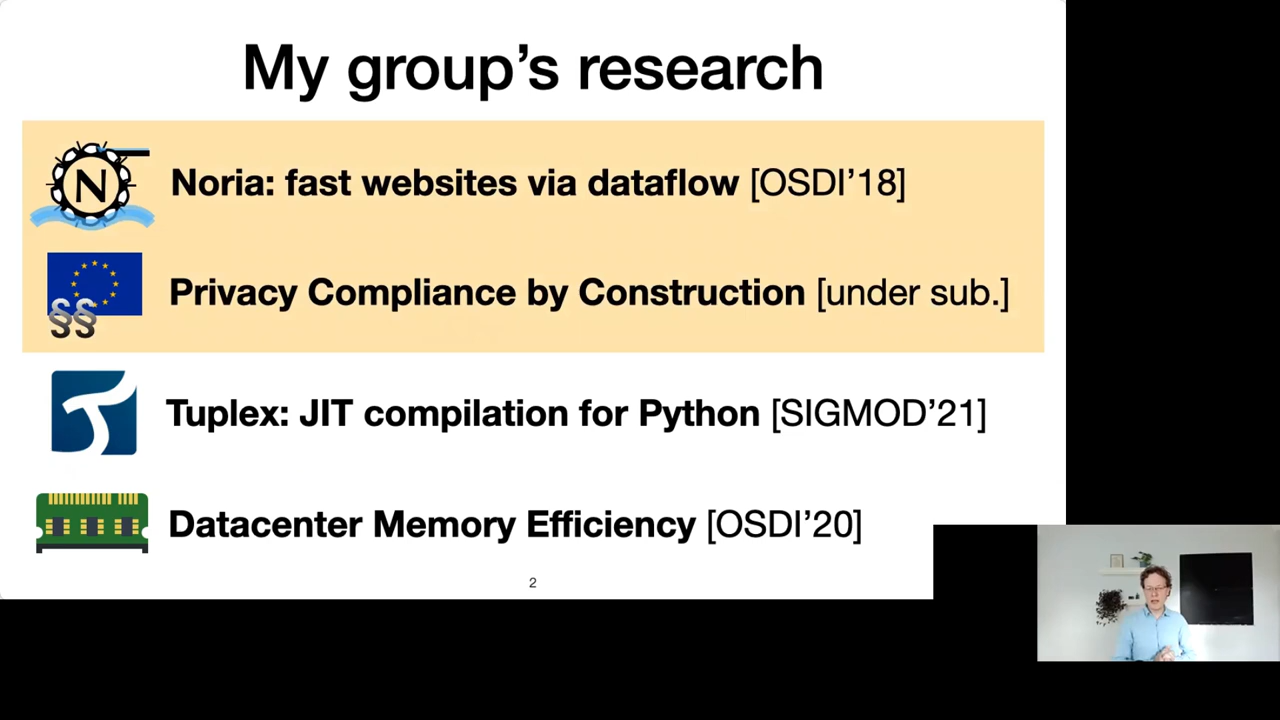 My group's research
N
Noria: fast websites via dataflow [OSDI'18]
§§
Privacy Compliance by Construction [under sub.]
Tuplex: JIT compilation for Python [SIGMOD'21]
Datacenter Memory Efficiency [OSDI'20]
2